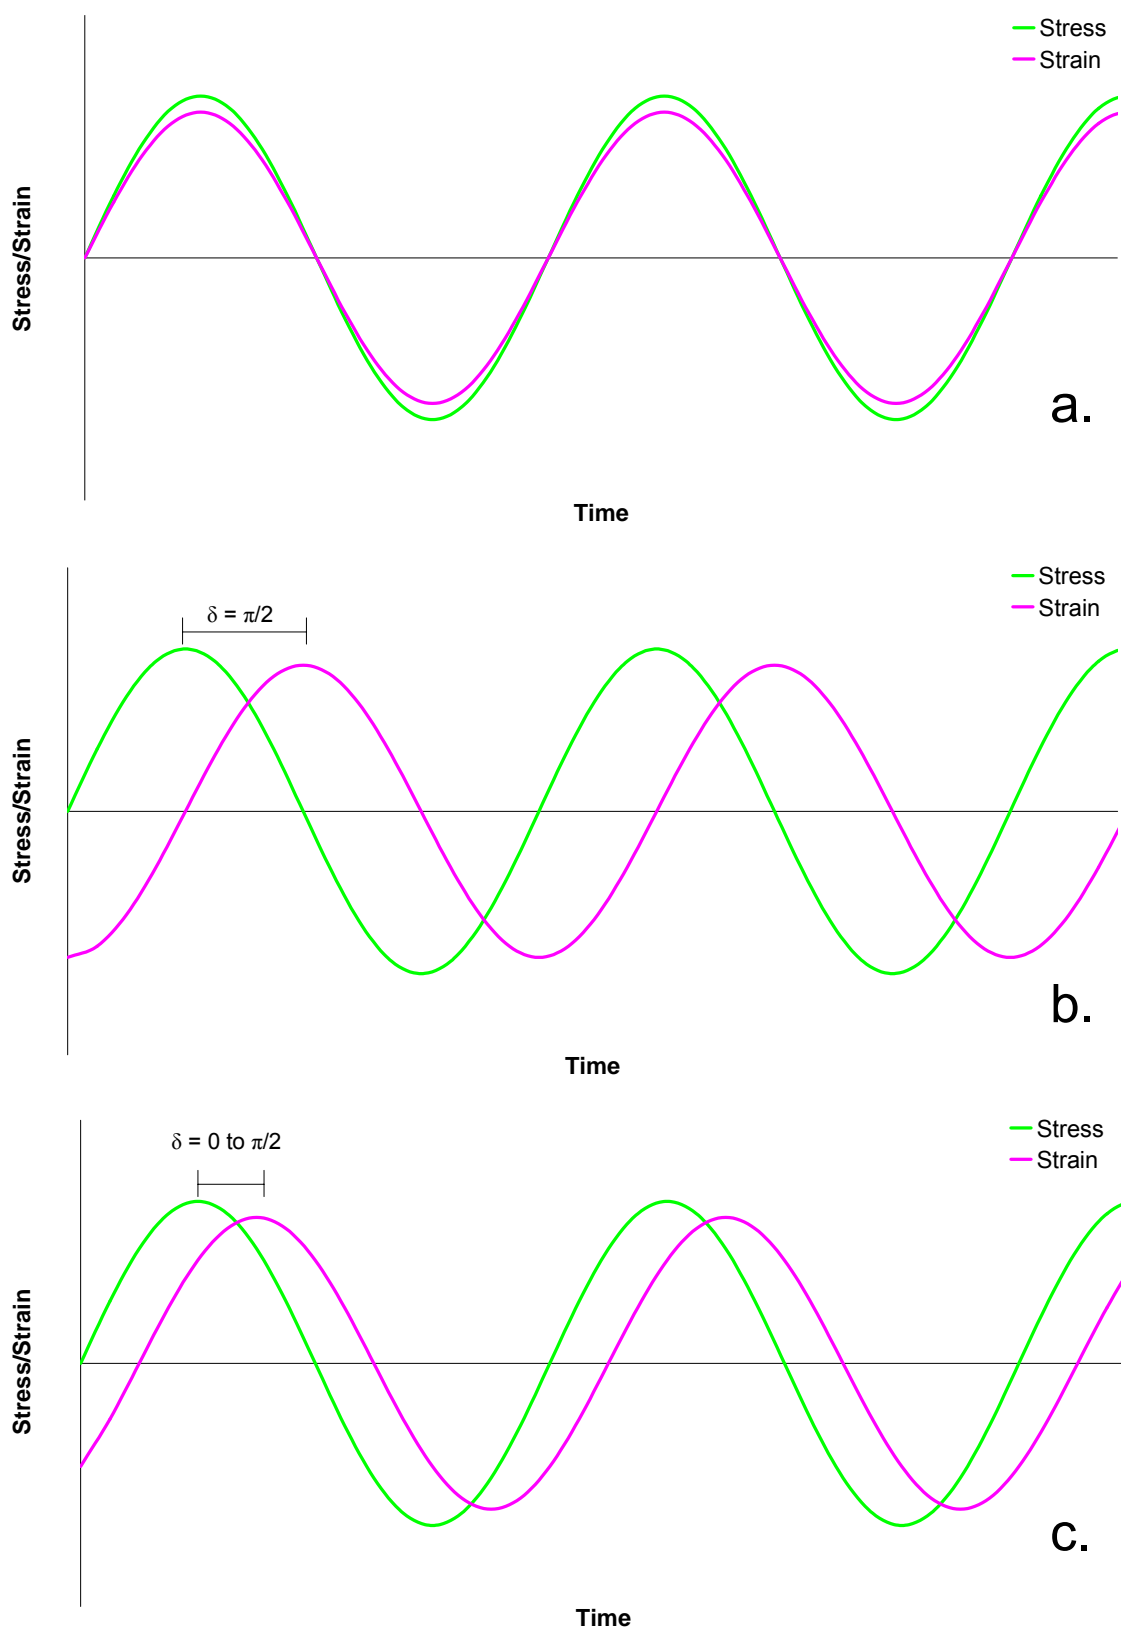 Stress
Strain
Stress/Strain
a.
Time
Stress
Strain
δ = π/2
Stress/Strain
b.
Time
Stress
Strain
δ = 0 to π/2
Stress/Strain
c.
Time